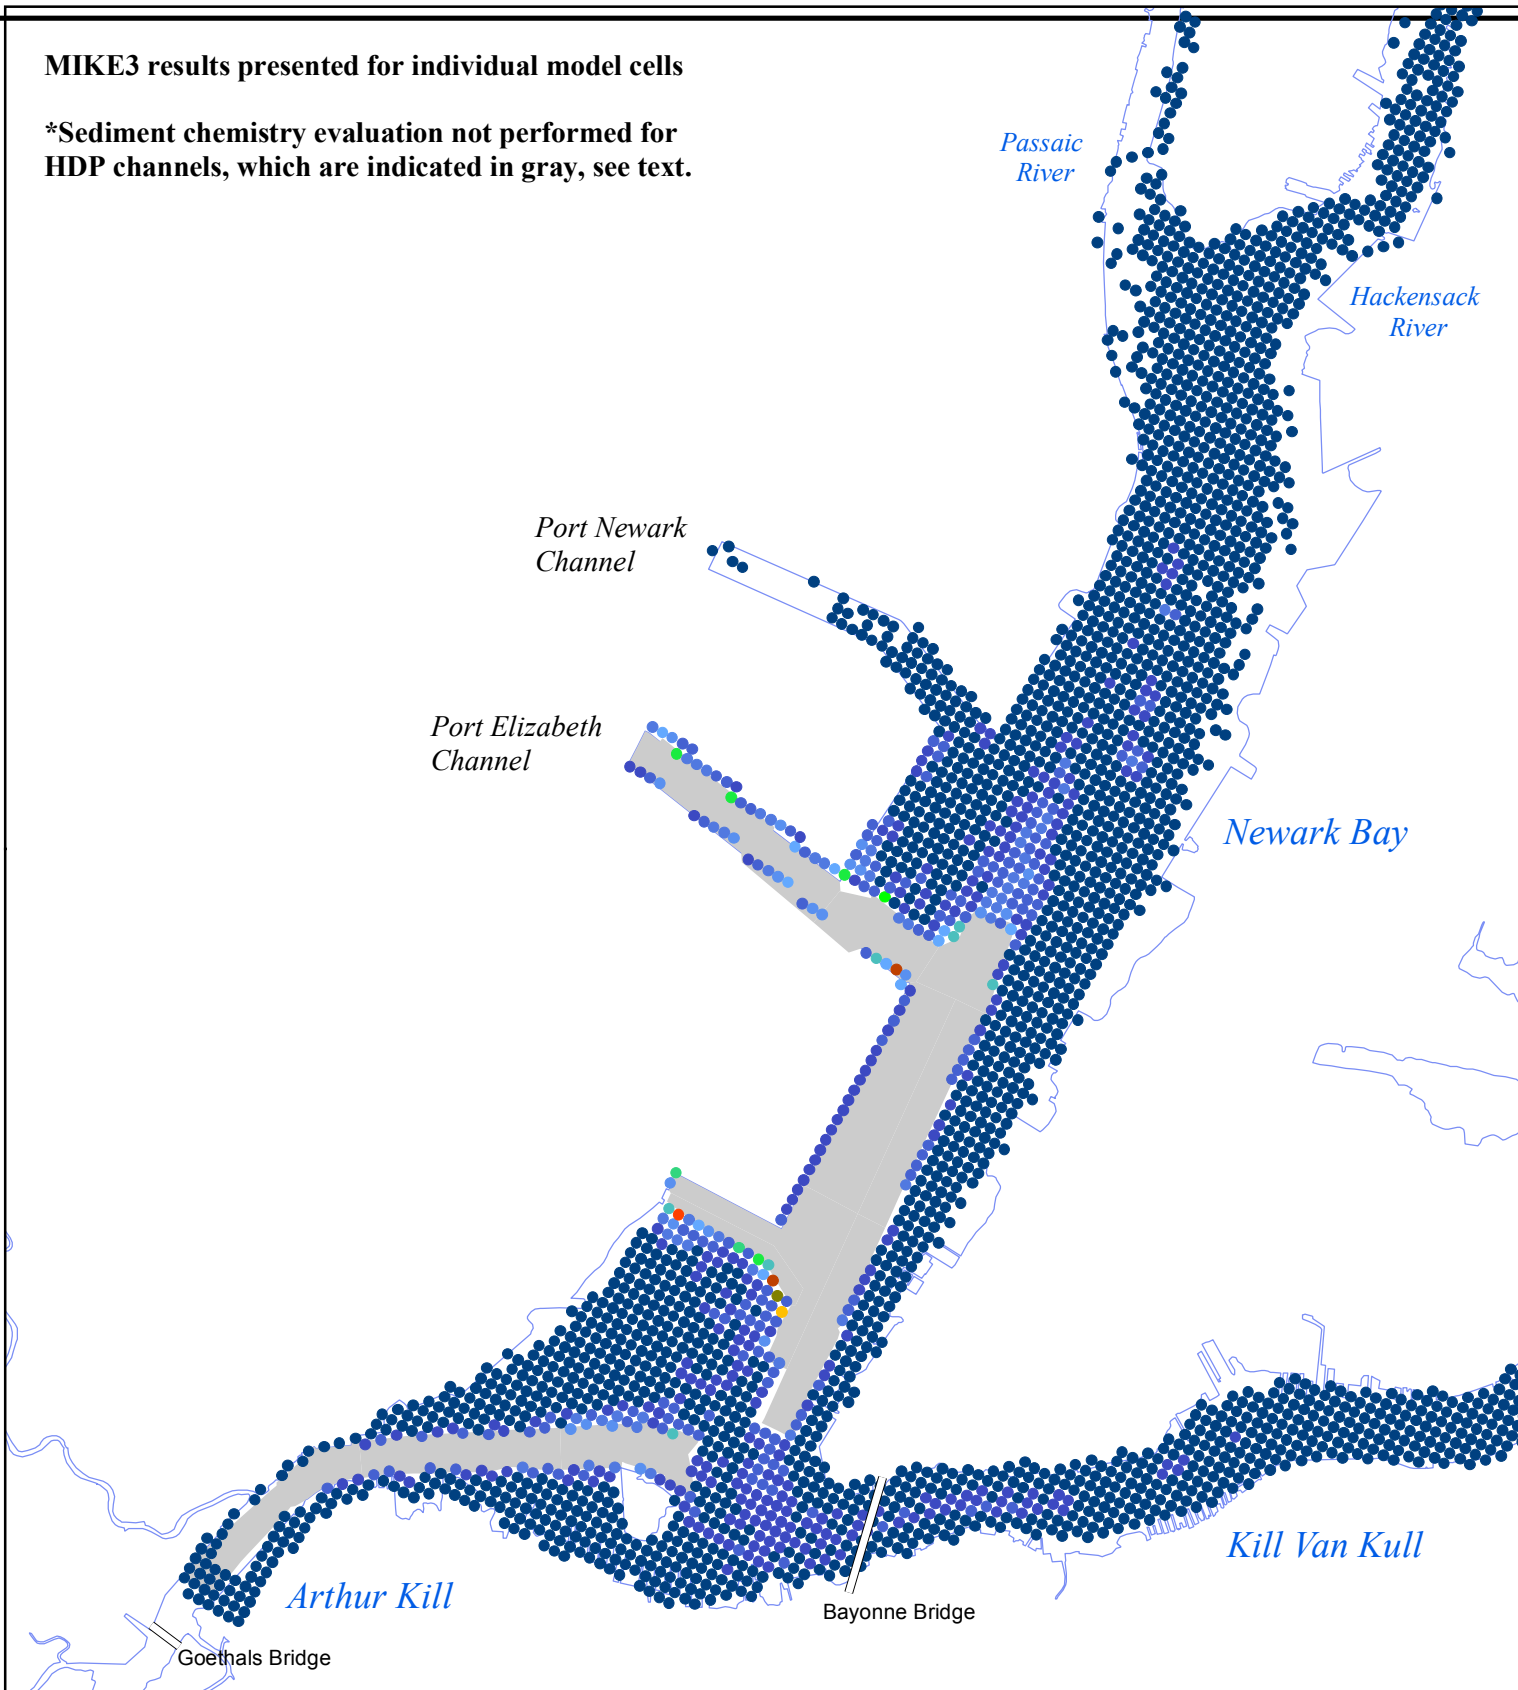 MIKE3 results presented for individual model cells
*Sediment chemistry evaluation not performed for
HDP channels, which are indicated in gray, see text.
Passaic
River
Hackensack
River
Port Newark
Channel
Port Elizabeth
Channel
Newark Bay
Kill Van Kull
Arthur Kill
Bayonne Bridge
Goethals Bridge